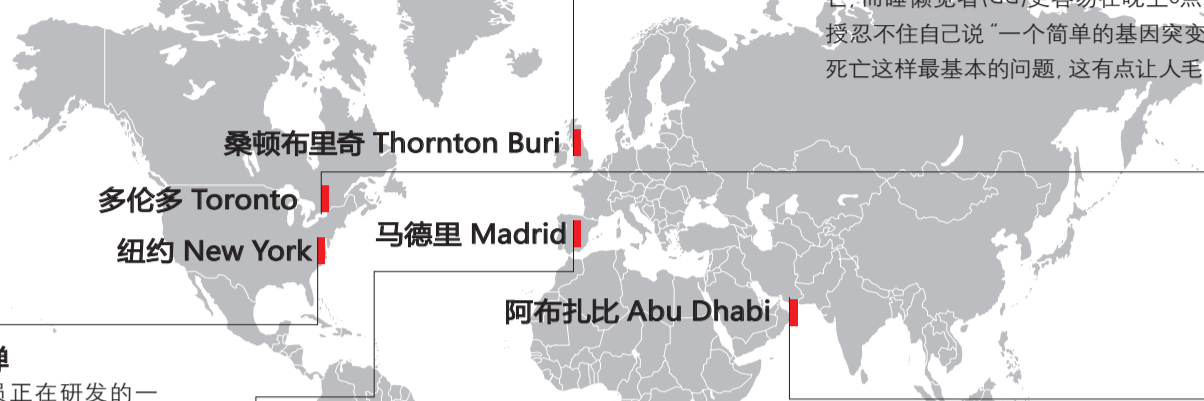 授忍不住自己说 “一个简单的基因突变
死亡这样最基本的问题, 这有点让人毛
桑顿布里奇 Thornton Buri
多伦多 Toronto
马德里 Madrid
纽约 New York
阿布扎比 Abu Dhabi
员正在研发的一